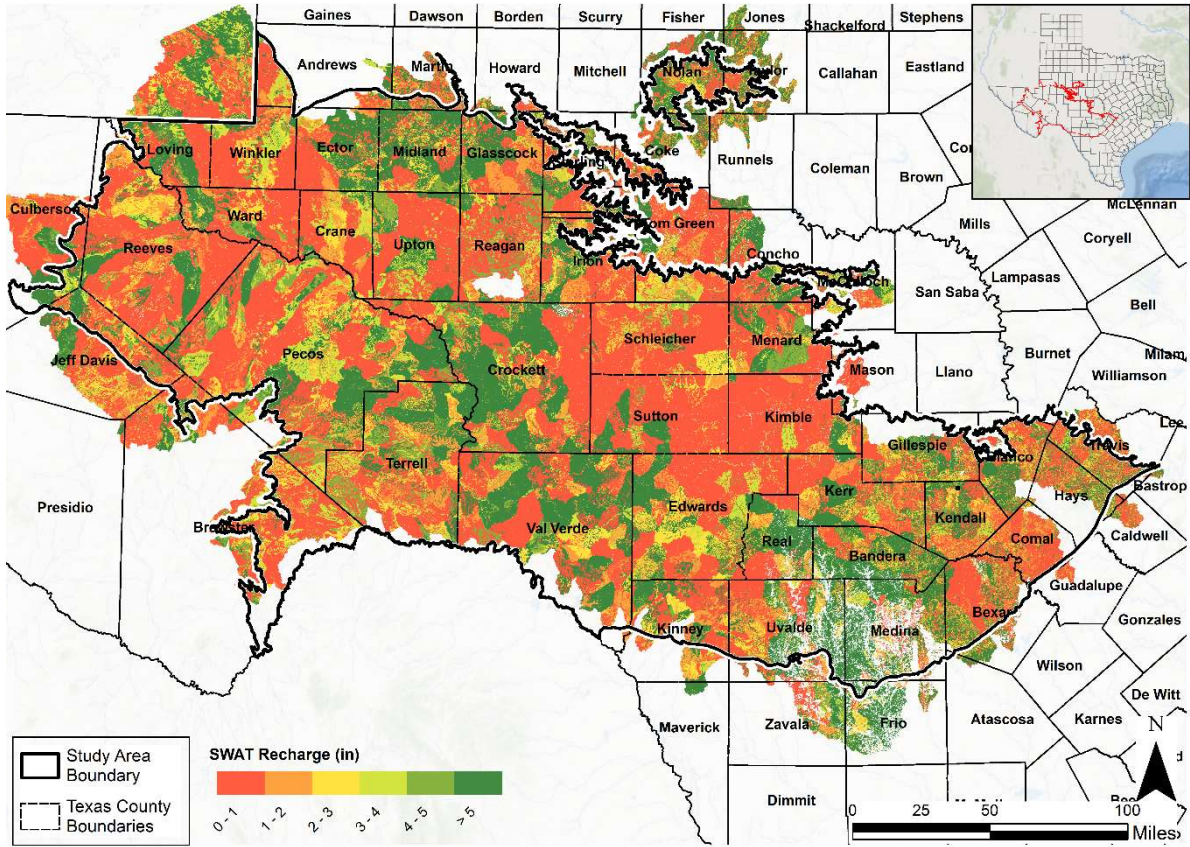 Gaines
Dawson
Borden
Scurry
Fisher
Jones
Shackelford
Stephens
Andrews
Martin
Howard
Mitchell
Nolan
Callahan
Eastland
Loving
Winkler
Ector
Midland
Glasscock
Coke
Runnels
Coleman
Brown
McLennan
Culberson
Reeves
Ward
Crane
Upton
Reagan
Irion
Tom Green
Concho
Mills
Coryell
McCulloch
San Saba
Lampasas
Bell
Jeff Davis
Pecos
Crockett
Schleicher
Menard
Mason
Llano
Burnet
Milam
Williamson
Sutton
Kimble
Terrell
Gillespie
Blanco
Travis
Lee
Bastrop
Presidio
Brewster
Val Verde
Edwards
Kerr
Kendall
Hays
Caldwell
Real
Bandera
Comal
Guadalupe
Kinney
Uvalde
Medina
Bexar
Gonzales
Wilson
De Witt
Maverick
Zavala
Frio
Atascosa
Karnes
Dimmit
Study Area
Boundary
Texas County
Boundaries
SWAT Recharge (in)
0 - 1
1 - 2
2 - 3
3 - 4
4 - 5
> 5
N
0 25 50 100
Miles